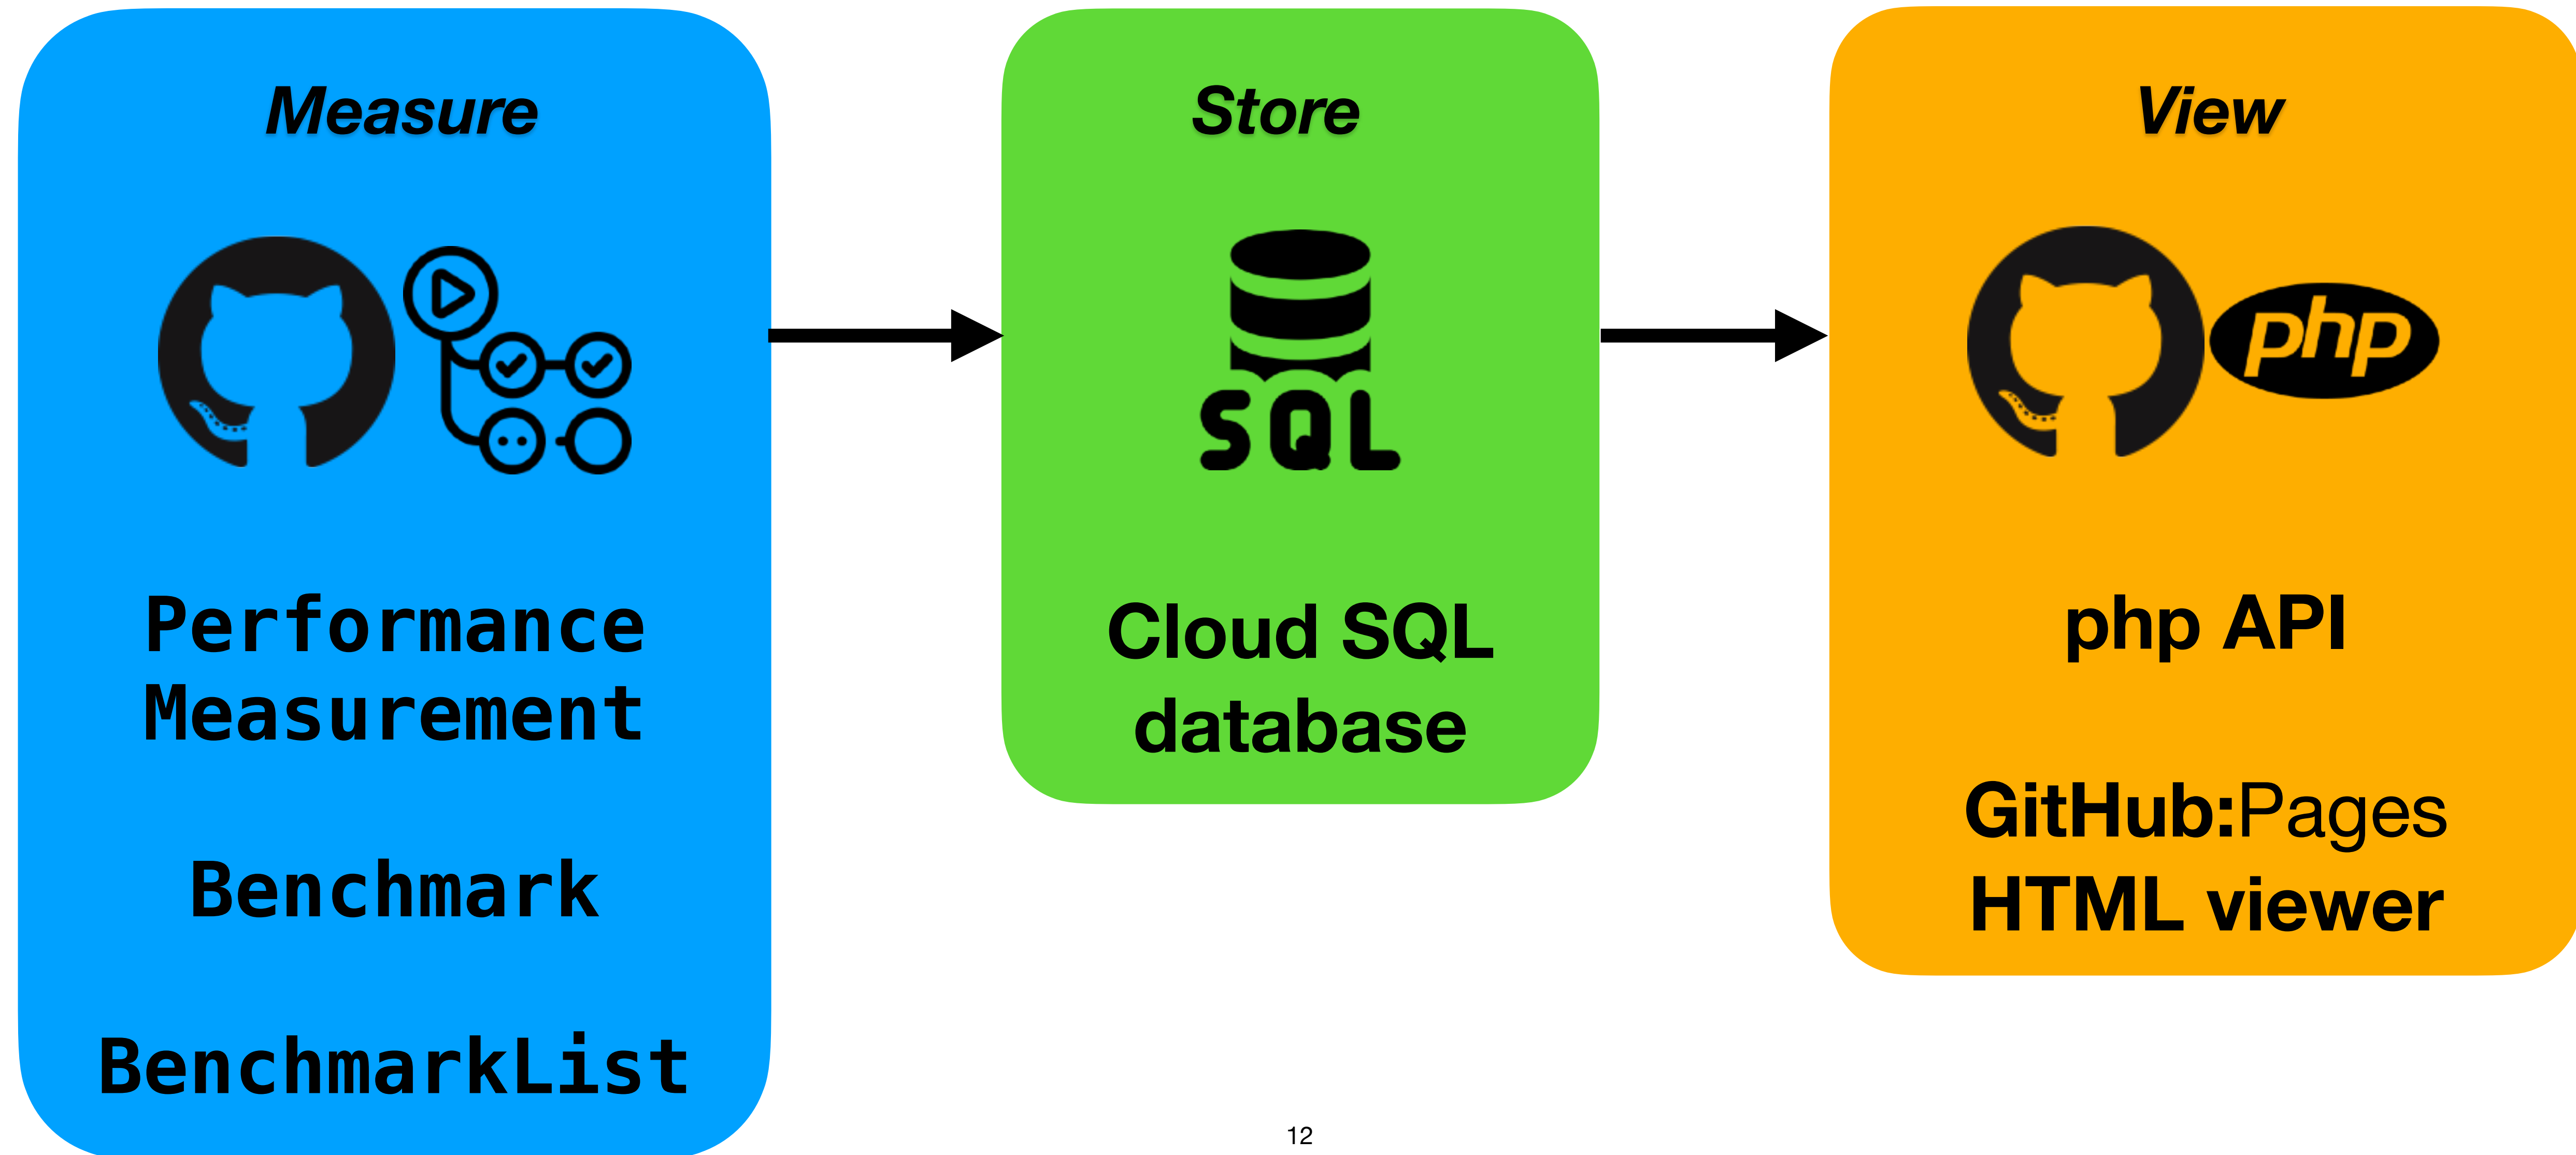 Measure
Performance
Measurement
Benchmark
BenchmarkList
Store
SQL
Cloud SQL
database
View
php
php API
GitHub:Pages
HTML viewer
12